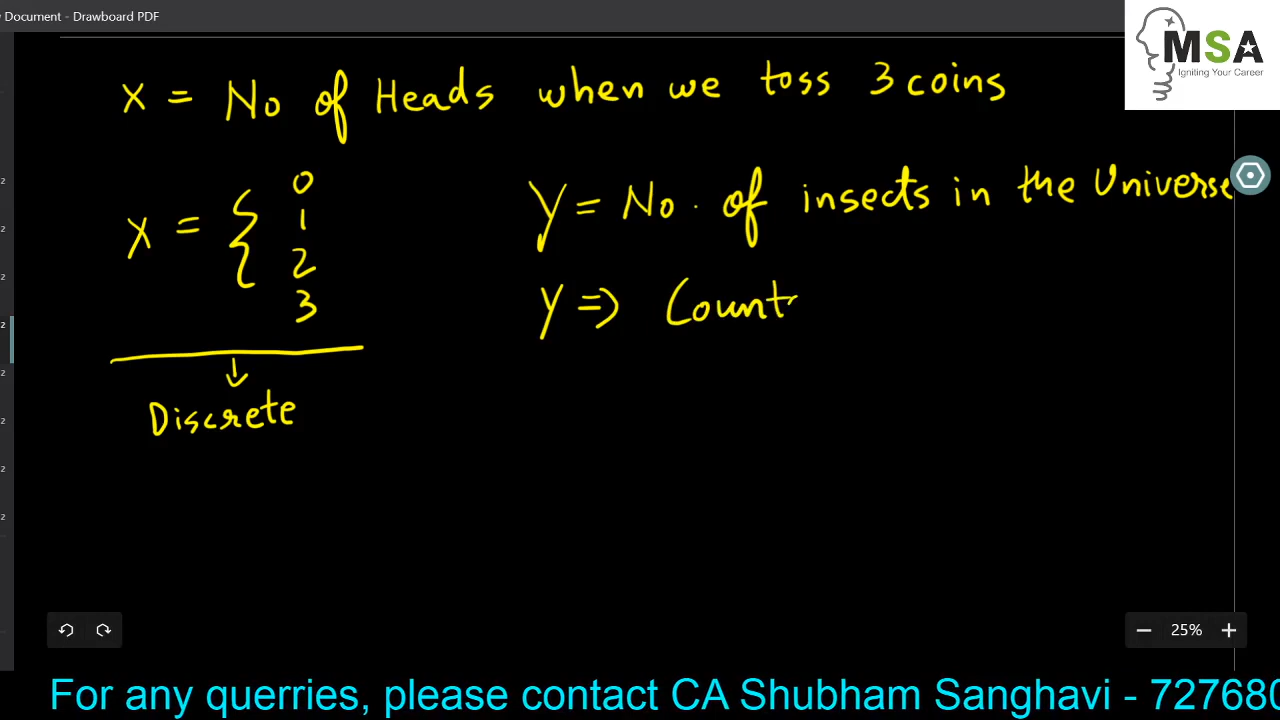 Document - Drawboard PDF
MSA
Igniting Your Career
X = No of Heads when we toss 3 coins
X = { 0
1
2
3
Discrete
Y = No. of insects in the Universe
Y => Count
25%
For any querries, please contact CA Shubham Sanghavi - 727680